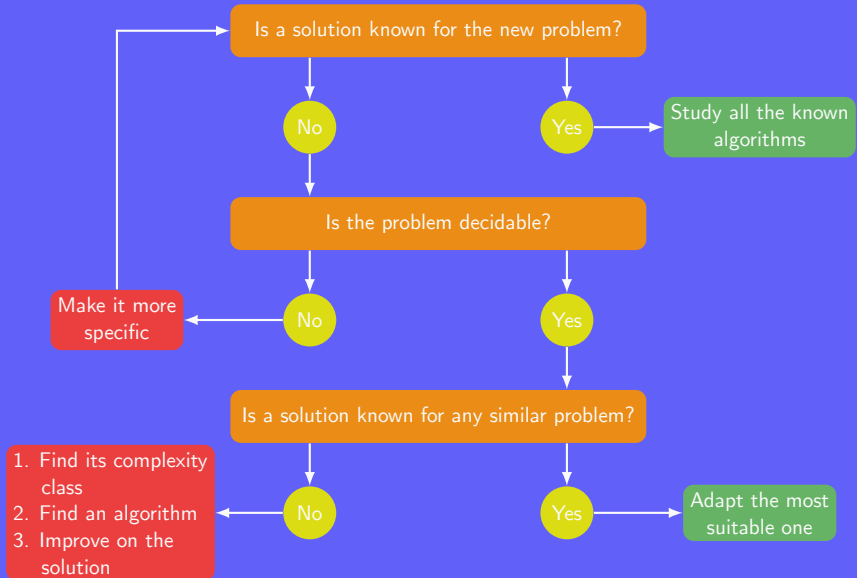 Is a solution known for the new problem?
No
Yes
Study all the known
algorithms
Is the problem decidable?
Make it more
specific
No
Yes
Is a solution known for any similar problem?
1. Find its complexity
class
2. Find an algorithm
3. Improve on the
solution
No
Yes
Adapt the most
suitable one